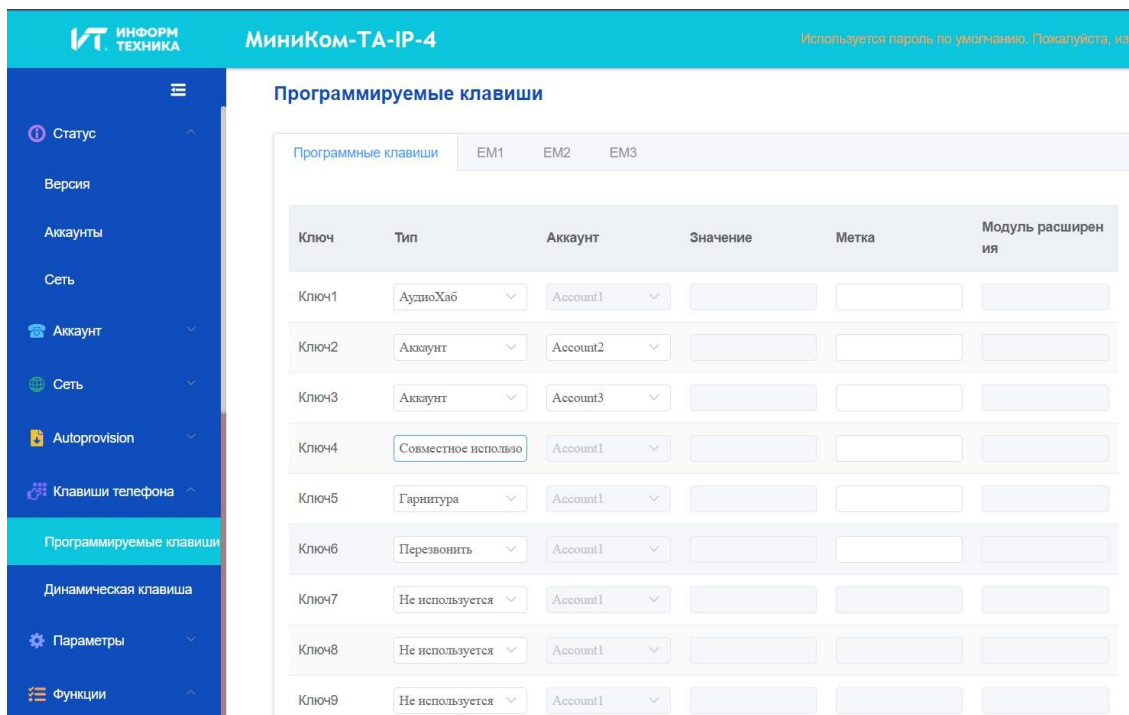 ИТ. ИНФОРМ ТЕХНИКА
МиниКом-TA-IP-4
Используется пароль по умолчанию. Пожалуйста,
Статус
Версия
Аккаунты
Сеть
Аккаунт
Сеть
Autoprovision
Клавиши телефона
Программируемые клавиши
Динамическая клавиша
Параметры
Функции
Программируемые клавиши
Программные клавиши EM1 EM2 EM3
Ключ Тип Аккаунт Значение Метка Модуль расширен
ия
Ключ1 АудиоХаб Account1
Ключ2 Аккаунт Account2
Ключ3 Аккаунт Account3
Ключ4 Совместное использо Account1
Ключ5 Гарнитура Account1
Ключ6 Перезвонить Account1
Ключ7 Не используется Account1
Ключ8 Не используется Account1
Ключ9 Не используется Account1